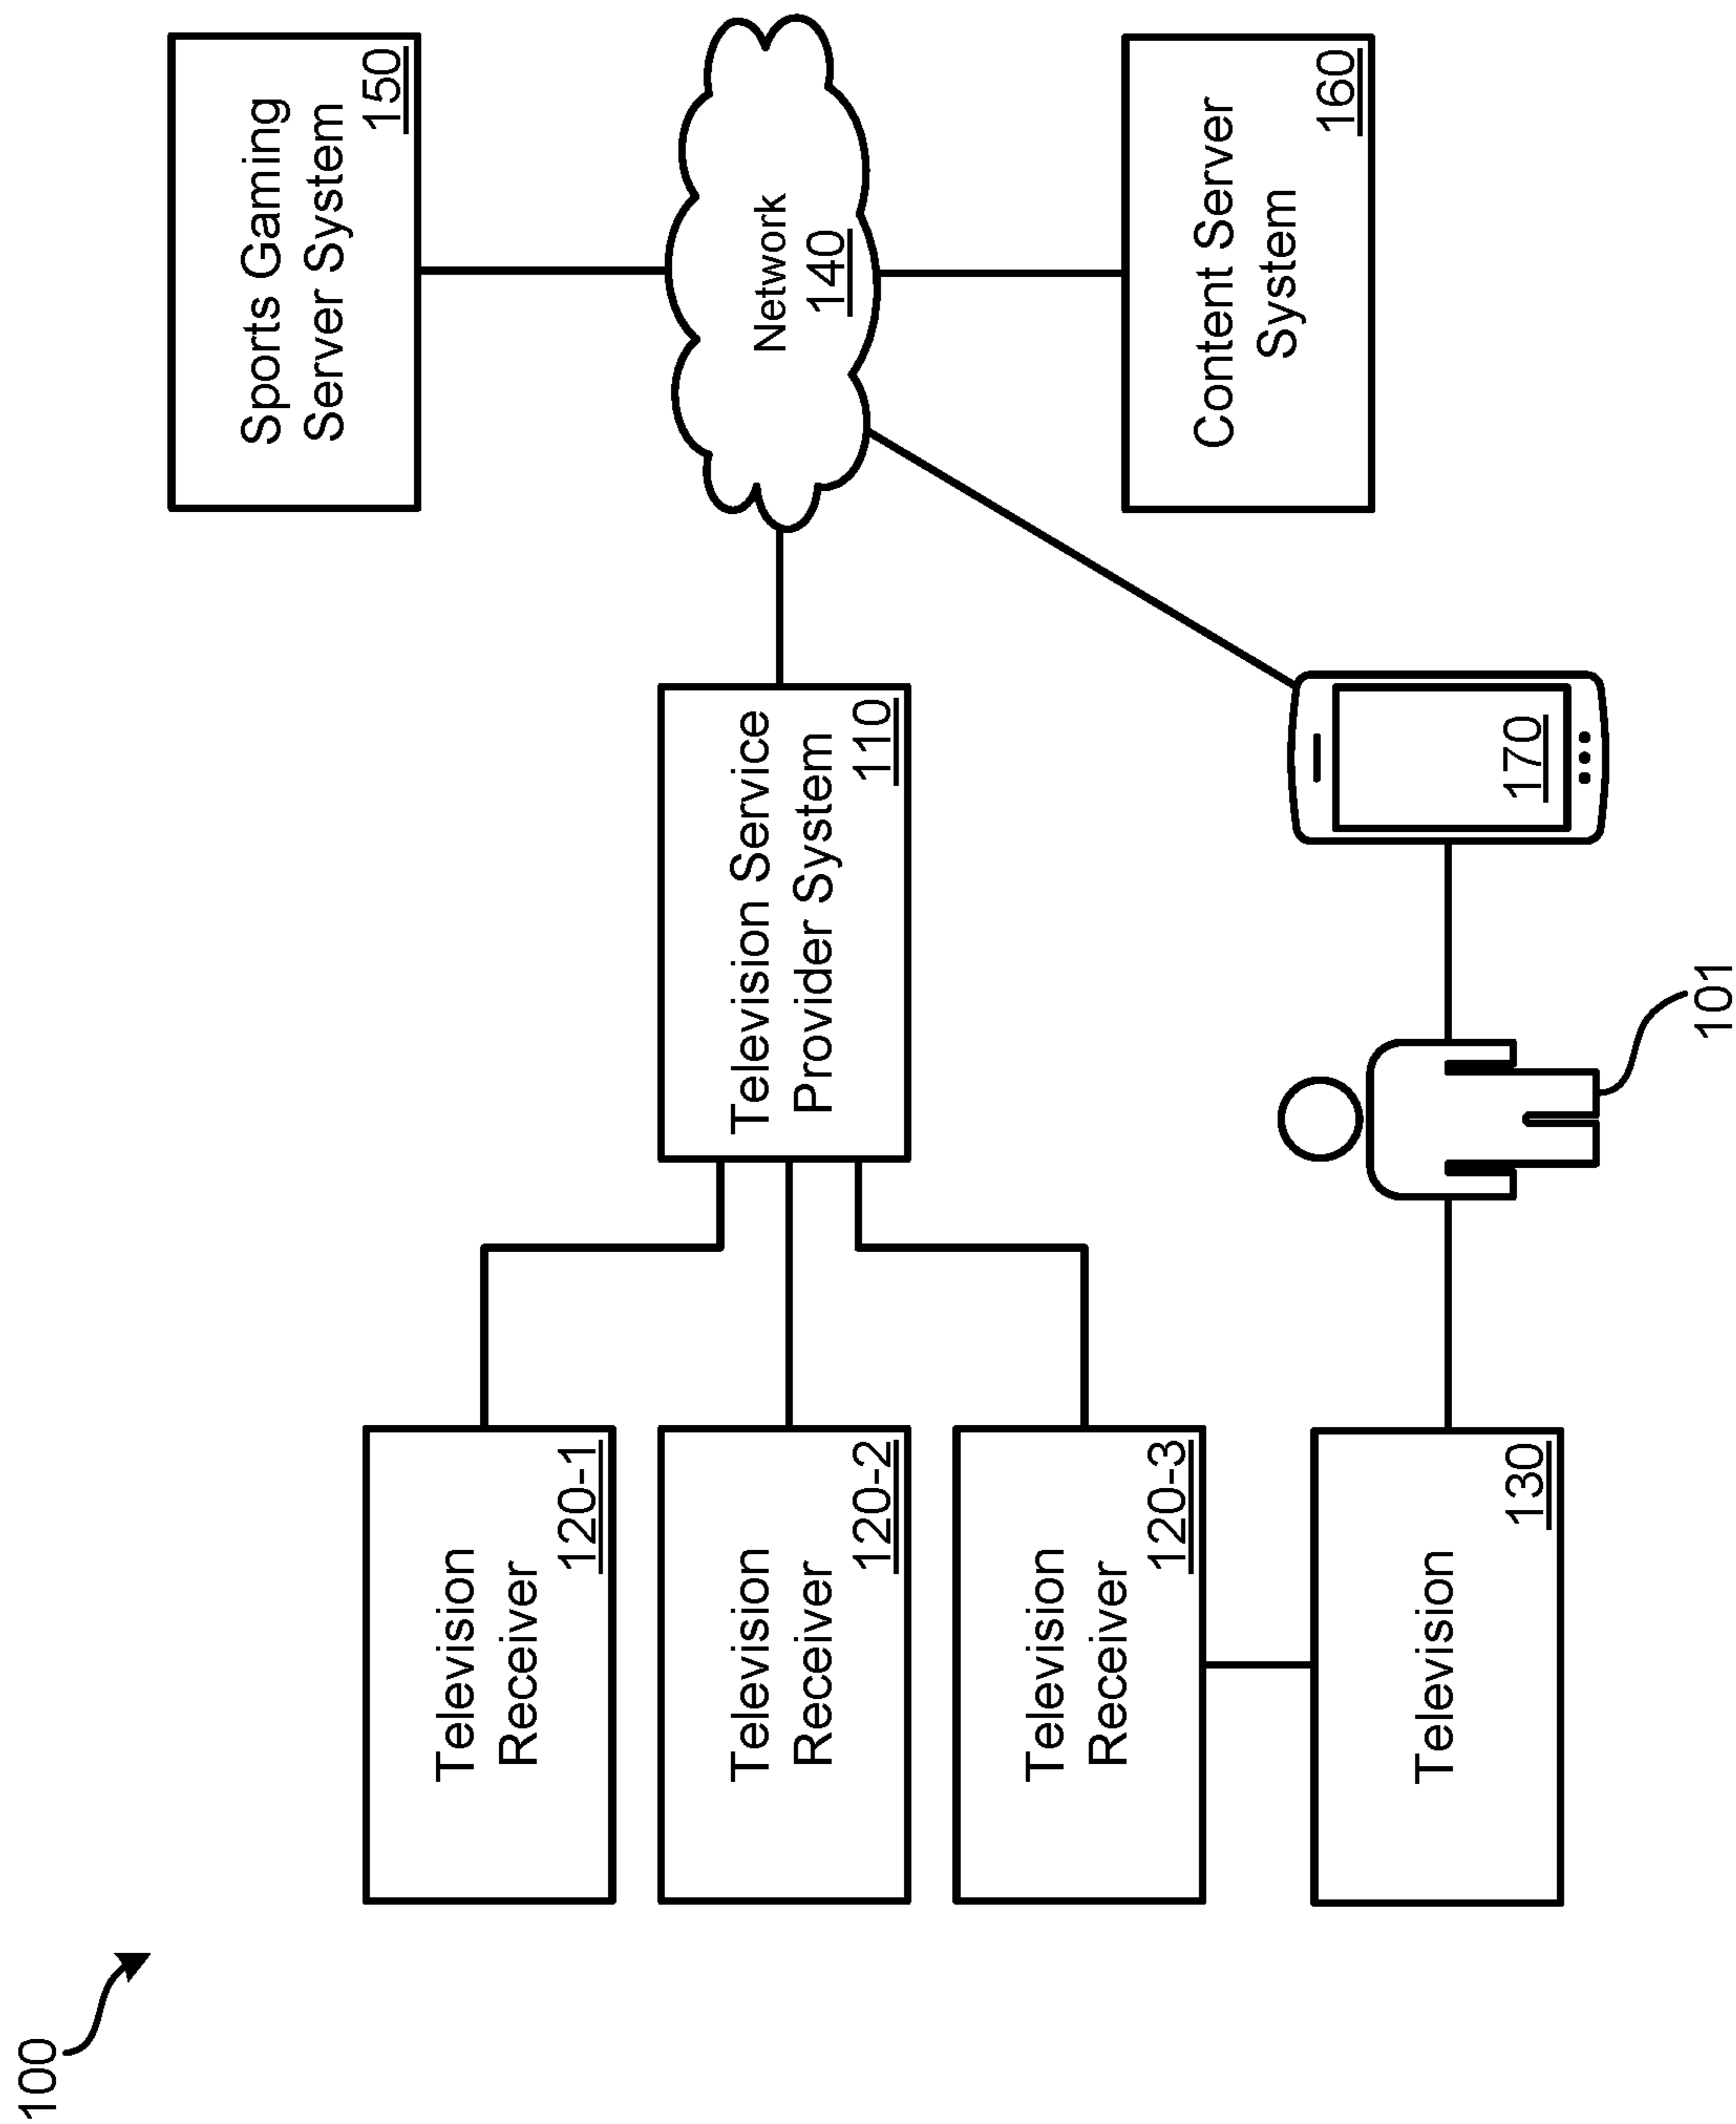 100
Television
Receiver
120-1
Television
Receiver
120-2
Television
Receiver
120-3
Television
130
Television Service
Provider System
110
101
170
Sports Gaming
Server System
150
Network
140
Content Server
System
160